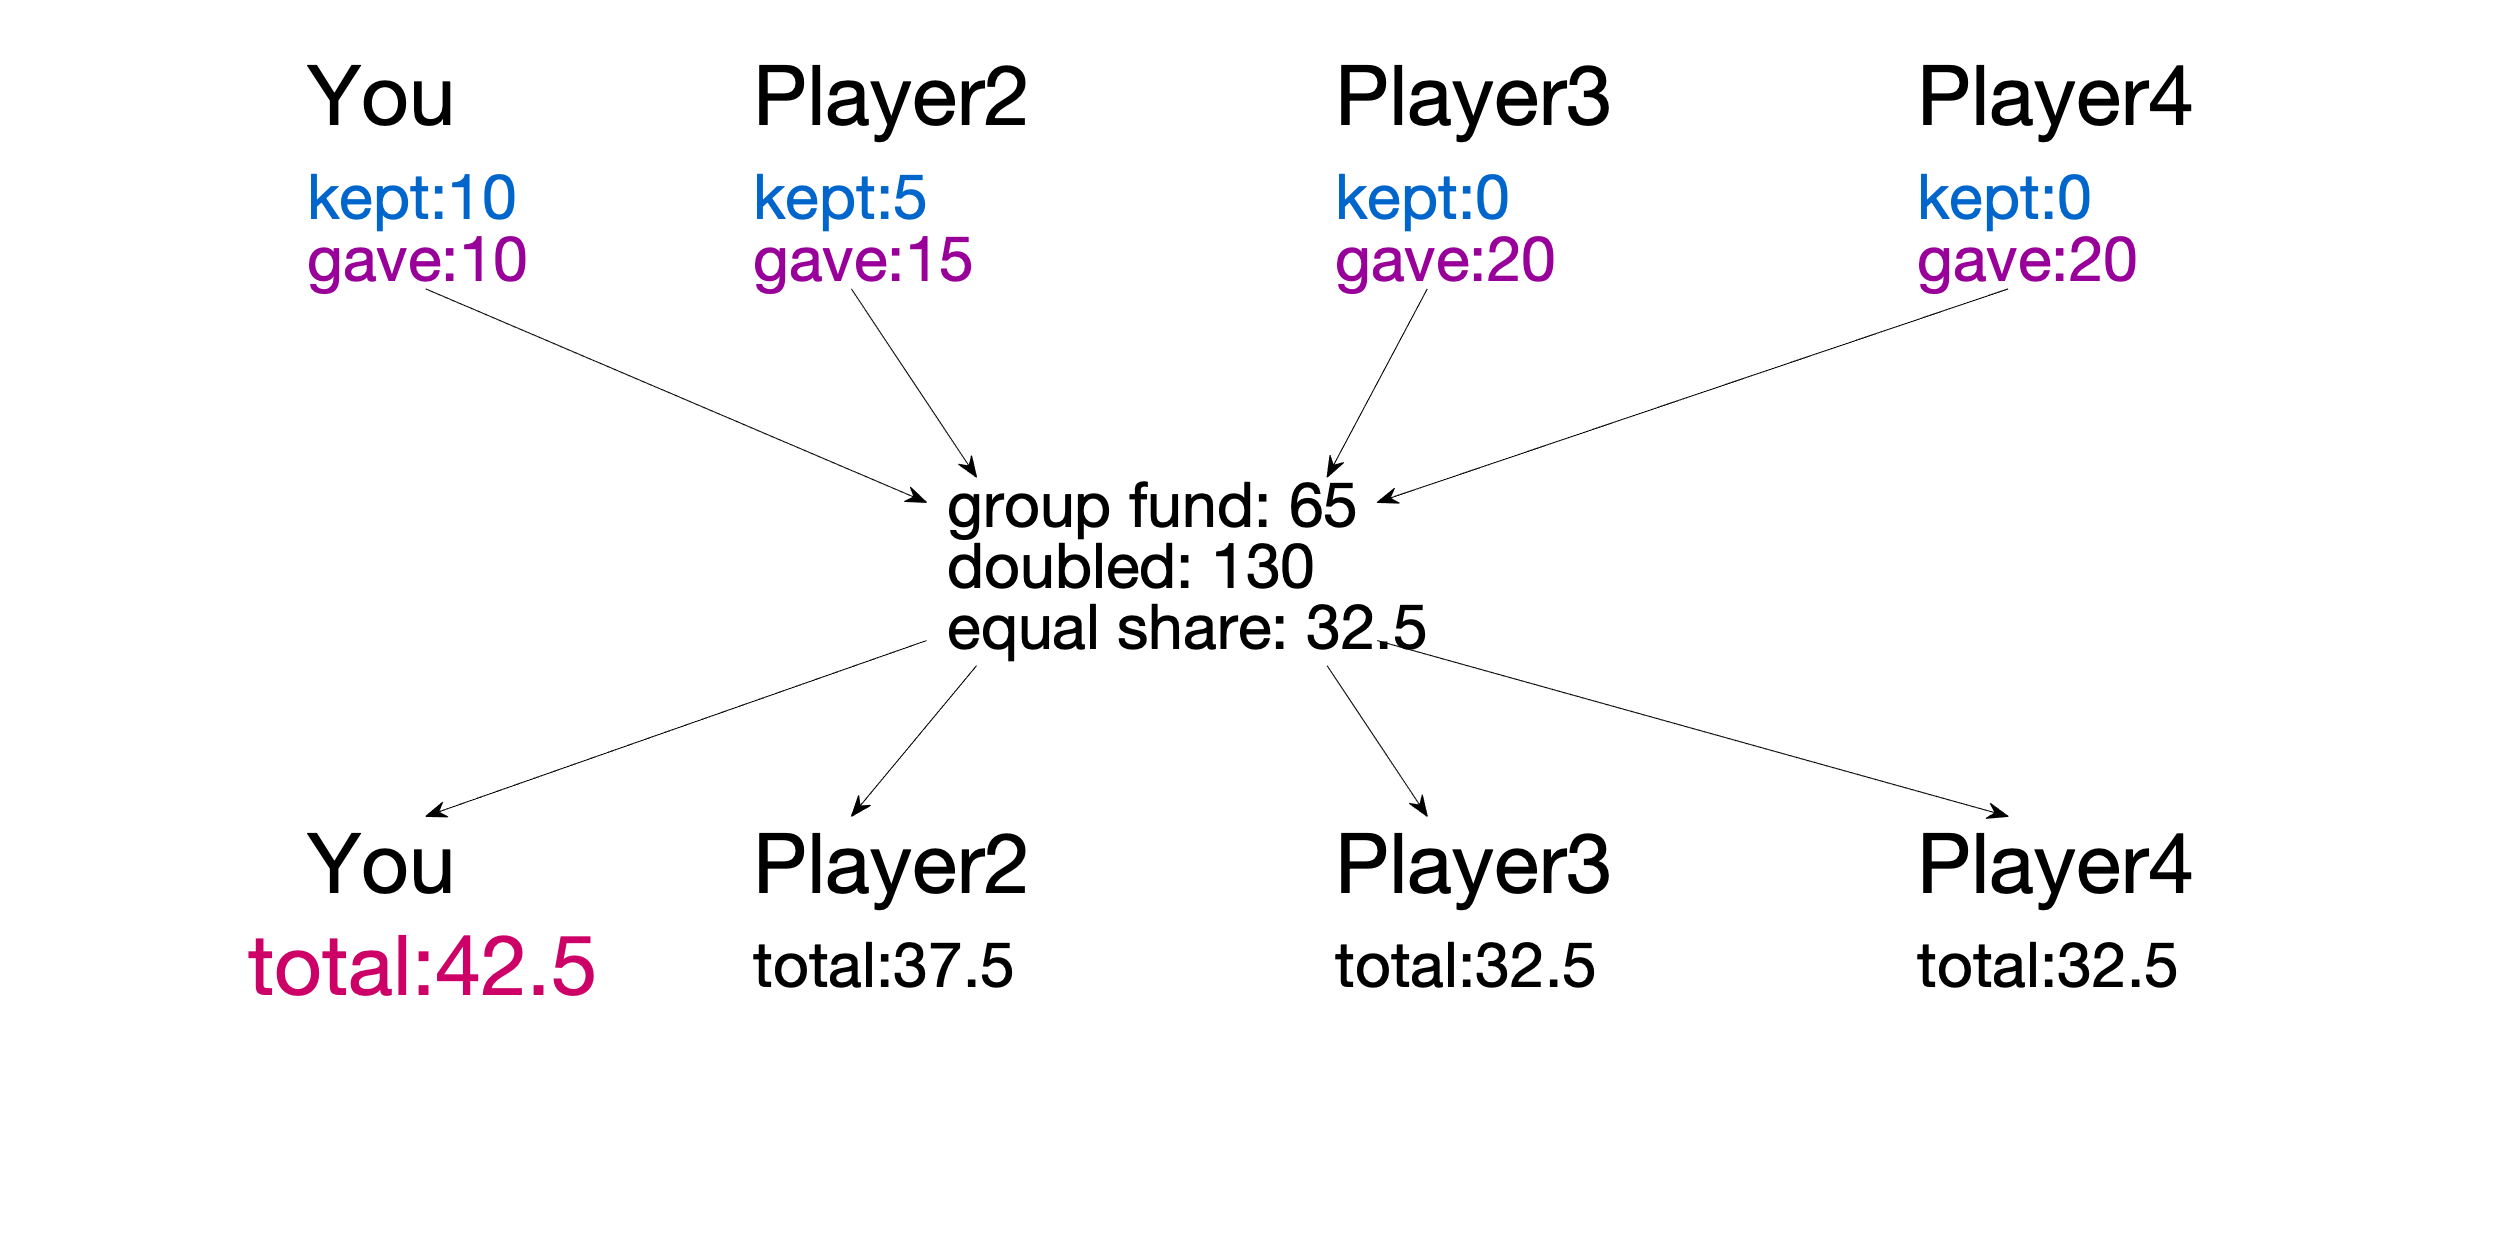 You Player2 Player3 Player4
kept:10 kept:5 kept:0 kept:0
gave:10 gave:15 gave:20 gave:20
group fund: 65
doubled: 130
equal share: 32.5
You Player2 Player3 Player4
total:42.5 total:37.5 total:32.5 total:32.5